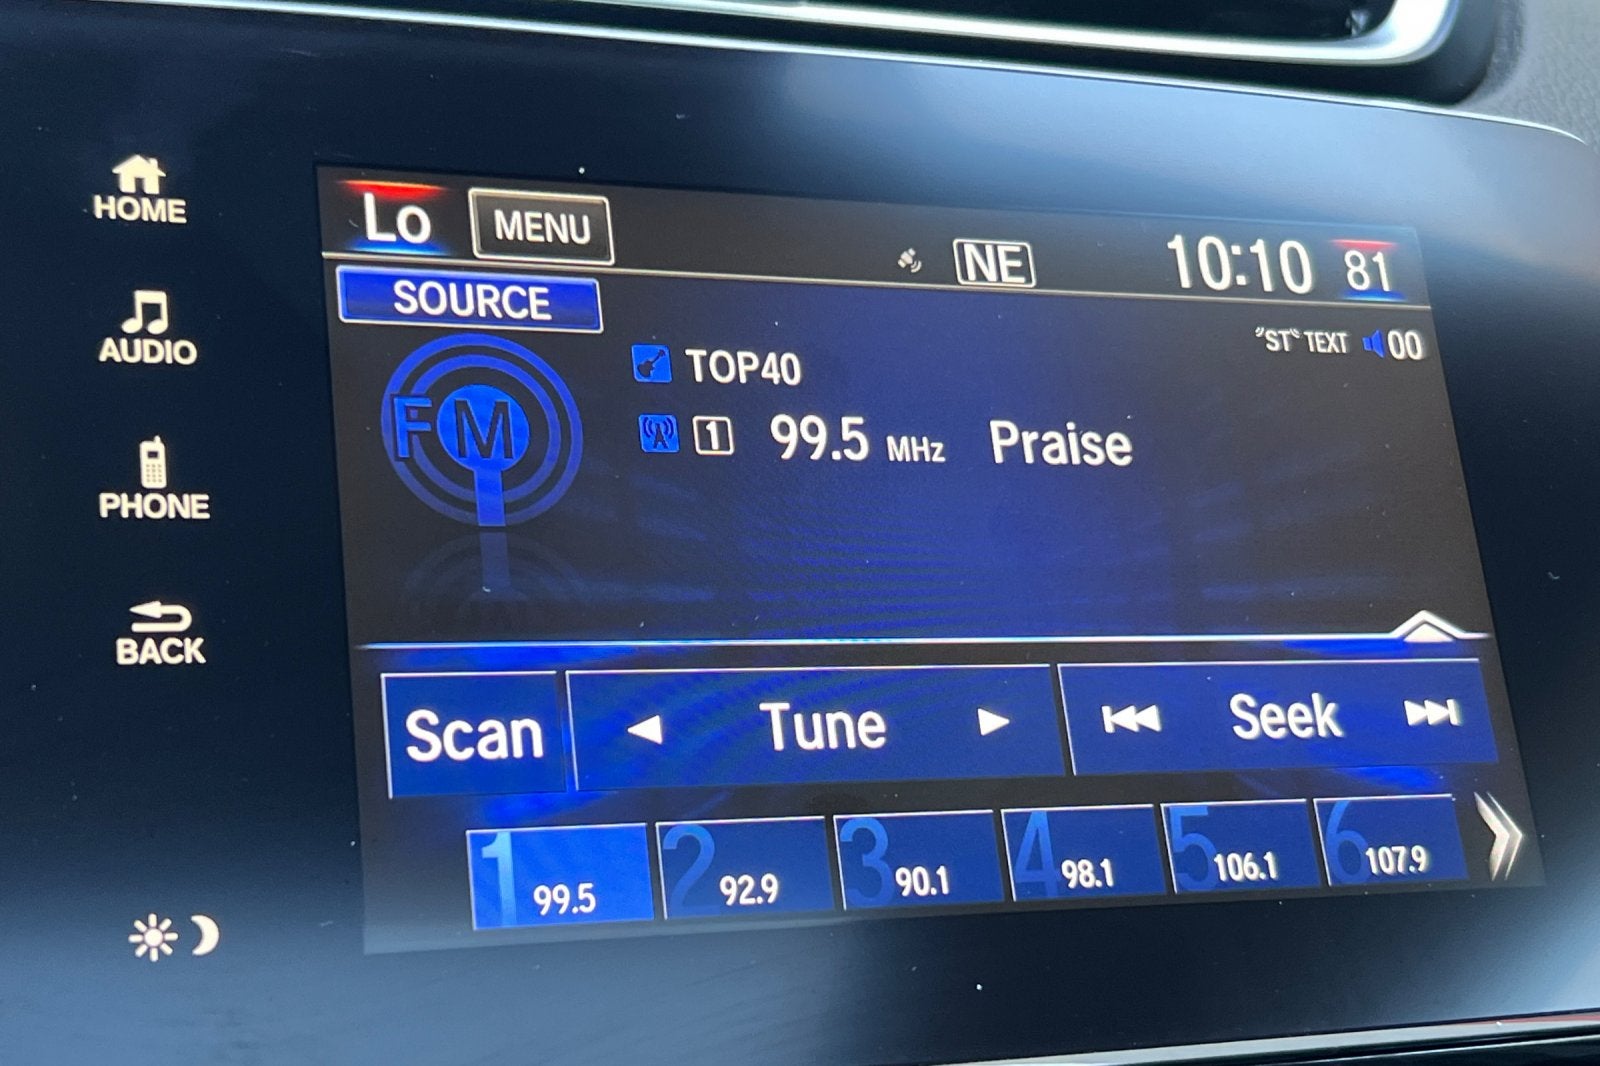 HOME
AUDIO
PHONE
BACK
Lo MENU NE 10:10 81
SOURCE
"ST" TEXT 00
FM
TOP40
1 99.5 MHz Praise
Scan Tune Seek
1 99.5 2 92.9 3 90.1 4 98.1 5 106.1 6 107.9